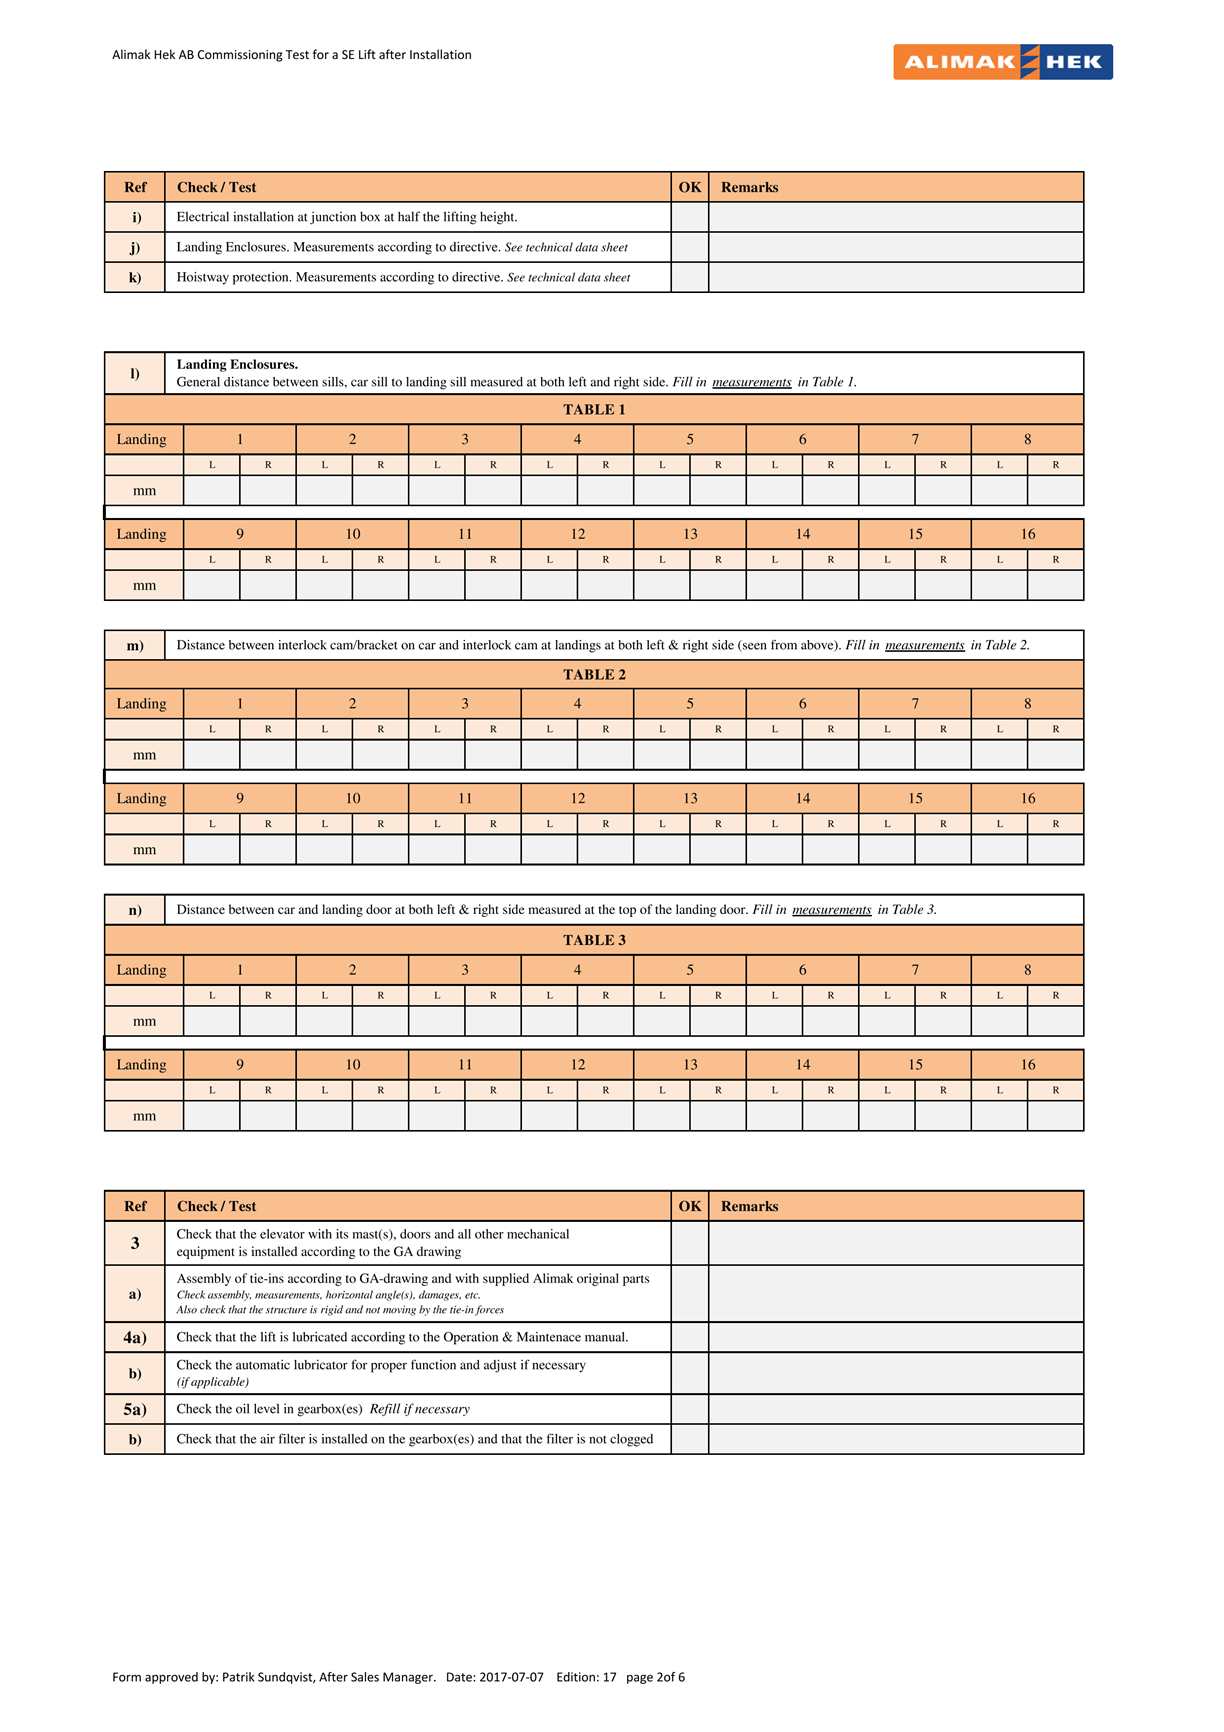 Alimak Hek AB Commissioning Test for a SE Lift after Installation
ALIMAK HEK
Ref Check / Test OK Remarks
i) Electrical installation at junction box at half the lifting height.
j) Landing Enclosures. Measurements according to directive. See technical data sheet
k) Hoistway protection. Measurements according to directive. See technical data sheet
l) Landing Enclosures.
General distance between sills, car sill to landing sill measured at both left and right side. Fill in measurements in Table 1.
TABLE 1
Landing 1 2 3 4 5 6 7 8
L R L R L R L R L R L R L R L R
mm
Landing 9 10 11 12 13 14 15 16
L R L R L R L R L R L R L R L R
mm
m) Distance between interlock cam/bracket on car and interlock cam at landings at both left & right side (seen from above). Fill in measurements in Table 2.
TABLE 2
Landing 1 2 3 4 5 6 7 8
L R L R L R L R L R L R L R L R
mm
Landing 9 10 11 12 13 14 15 16
L R L R L R L R L R L R L R L R
mm
n) Distance between car and landing door at both left & right side measured at the top of the landing door. Fill in measurements in Table 3.
TABLE 3
Landing 1 2 3 4 5 6 7 8
L R L R L R L R L R L R L R L R
mm
Landing 9 10 11 12 13 14 15 16
L R L R L R L R L R L R L R L R
mm
Ref Check / Test OK Remarks
3 Check that the elevator with its mast(s), doors and all other mechanical
equipment is installed according to the GA drawing
a) Assembly of tie-ins according to GA-drawing and with supplied Alimak original parts
Check assembly, measurements, horizontal angle(s), damages, etc.
Also check that the structure is rigid and not moving by the tie-in forces
4a) Check that the lift is lubricated according to the Operation & Maintenace manual.
b) Check the automatic lubricator for proper function and adjust if necessary
(if applicable)
5a) Check the oil level in gearbox(es) Refill if necessary
b) Check that the air filter is installed on the gearbox(es) and that the filter is not clogged
Form approved by: Patrik Sundqvist, After Sales Manager. Date: 2017-07-07 Edition: 17 page 2of 6